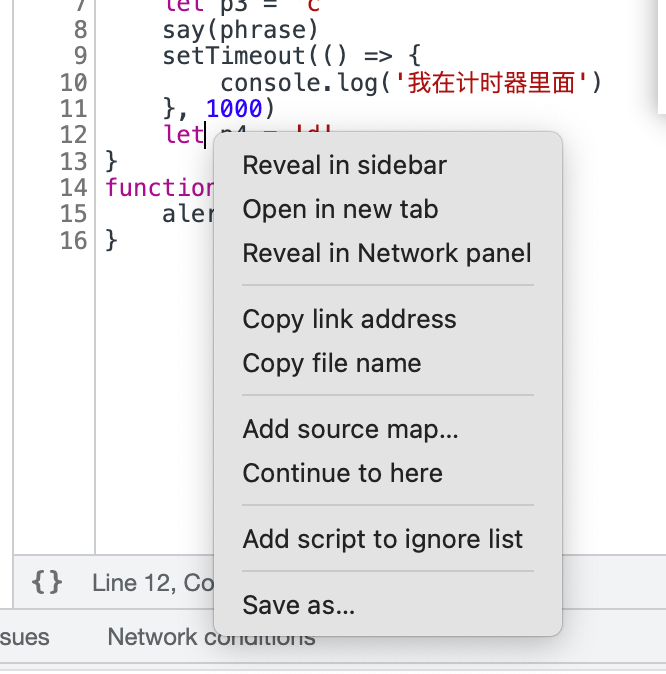 7 let p3 = 'c
8 say(phrase)
9 setTimeout(() => {
10 console.log('我在计时器里面')
11 }, 1000)
12 let p4 = 'd'
13 }
14 function
15 aler
16 }
Reveal in sidebar
Open in new tab
Reveal in Network panel
Copy link address
Copy file name
Add source map...
Continue to here
Add script to ignore list
Save as...
{} Line 12, Co
sues Network conditions